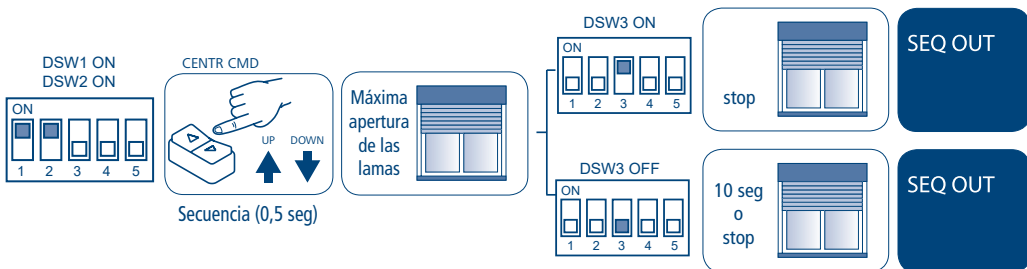 DSW1 ON
DSW2 ON
ON
1 2 3 4 5
CENTR CMD
UP DOWN
Secuencia (0,5 seg)
Máxima
apertura
de las
lamas
DSW3 ON
ON
1 2 3 4 5
stop
SEQ OUT
DSW3 OFF
ON
1 2 3 4 5
10 seg
o
stop
SEQ OUT